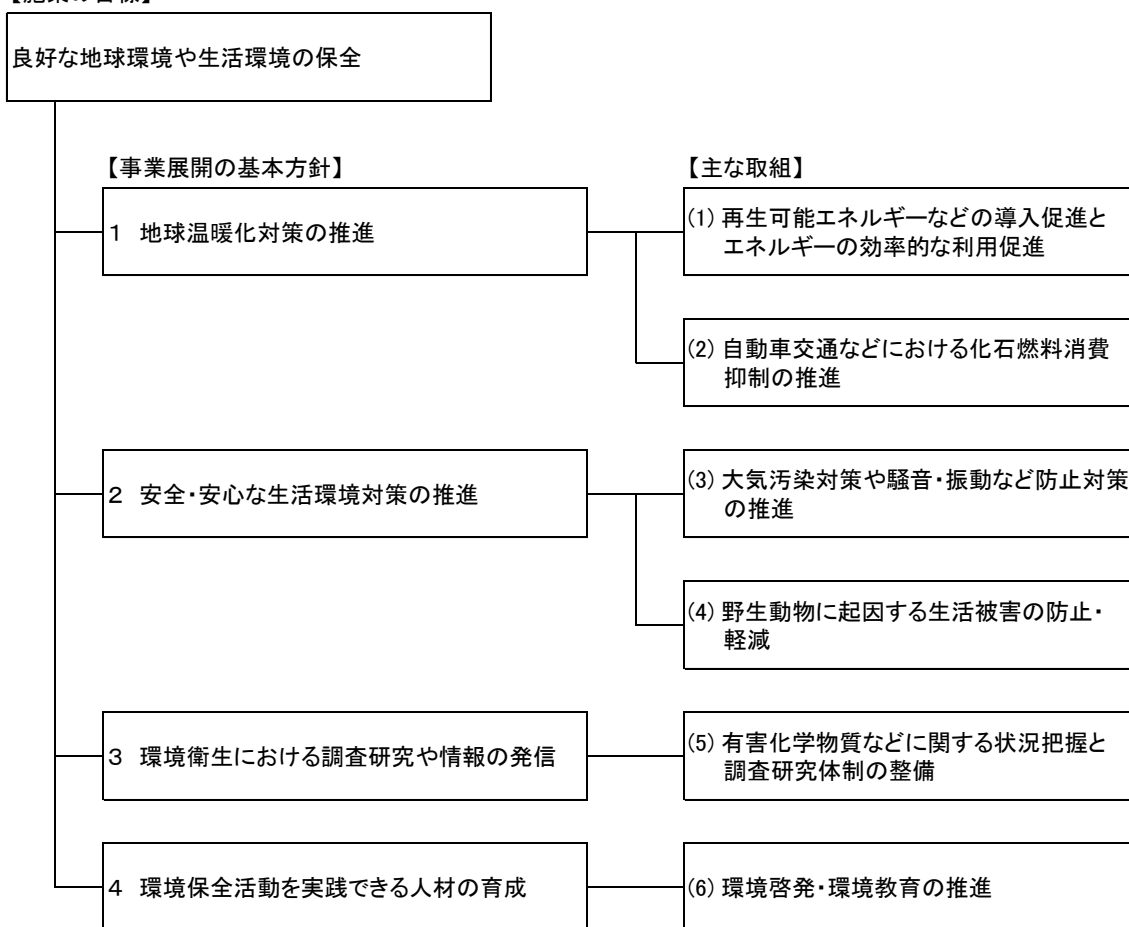 良好な地球環境や生活環境の保全
【事業展開の基本方針】
【主な取組】
1 地球温暖化対策の推進
(1) 再生可能エネルギーなどの導入促進と
エネルギーの効率的な利用促進
(2) 自動車交通などにおける化石燃料消費
抑制の推進
2 安全・安心な生活環境対策の推進
(3) 大気汚染対策や騒音・振動など防止対策
の推進
(4) 野生動物に起因する生活被害の防止・
軽減
3 環境衛生における調査研究や情報の発信
(5) 有害化学物質などに関する状況把握と
調査研究体制の整備
4 環境保全活動を実践できる人材の育成
(6) 環境啓発・環境教育の推進